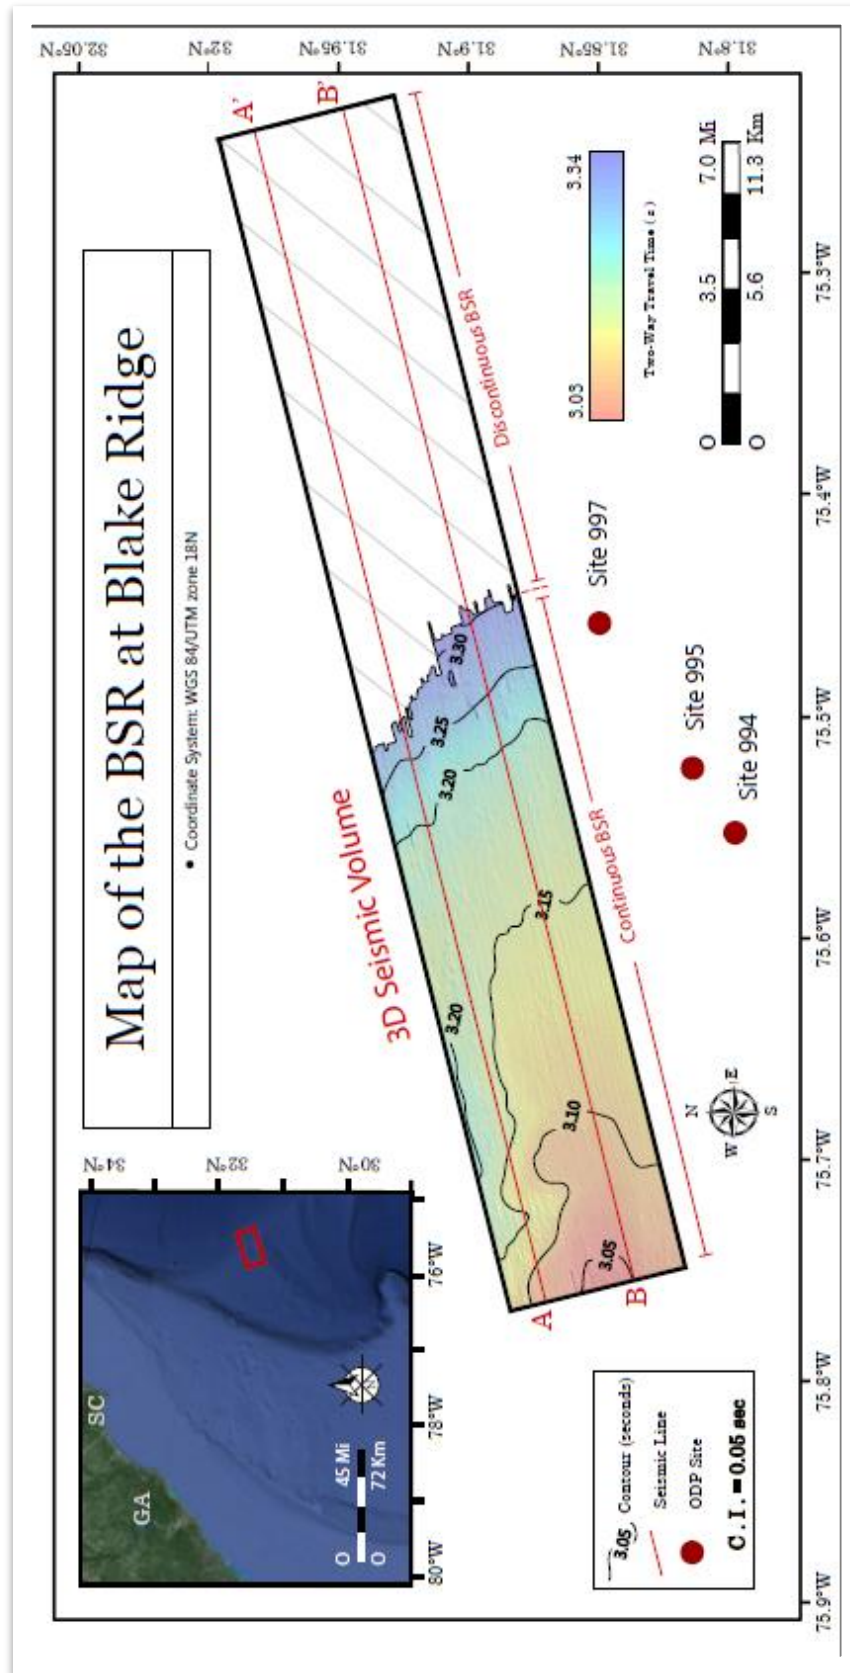 Map of the BSR at Blake Ridge
• Coordinate System: WGS 84/UTM zone 18N
34°N
32°N
30°N
80°W
78°W
76°W
SC
GA
0 45 Mi
0 72 Km
N
3D Seismic Volume
A
A'
B
B'
3.20
3.20
3.25
3.30
3.15
3.10
3.05
Continuous BSR
Discontinuous BSR
Site 997
Site 995
Site 994
3.03
3.34
Two-Way Travel Time (s)
0 3.5 7.0 Mi
0 5.6 11.3 Km
N
W E
S
3.05 Contour (seconds)
Seismic Line
ODP Site
C.I. = 0.05 sec
32.05°N
32°N
31.95°N
31.9°N
31.85°N
31.8°N
75.9°W
75.8°W
75.7°W
75.6°W
75.5°W
75.4°W
75.3°W